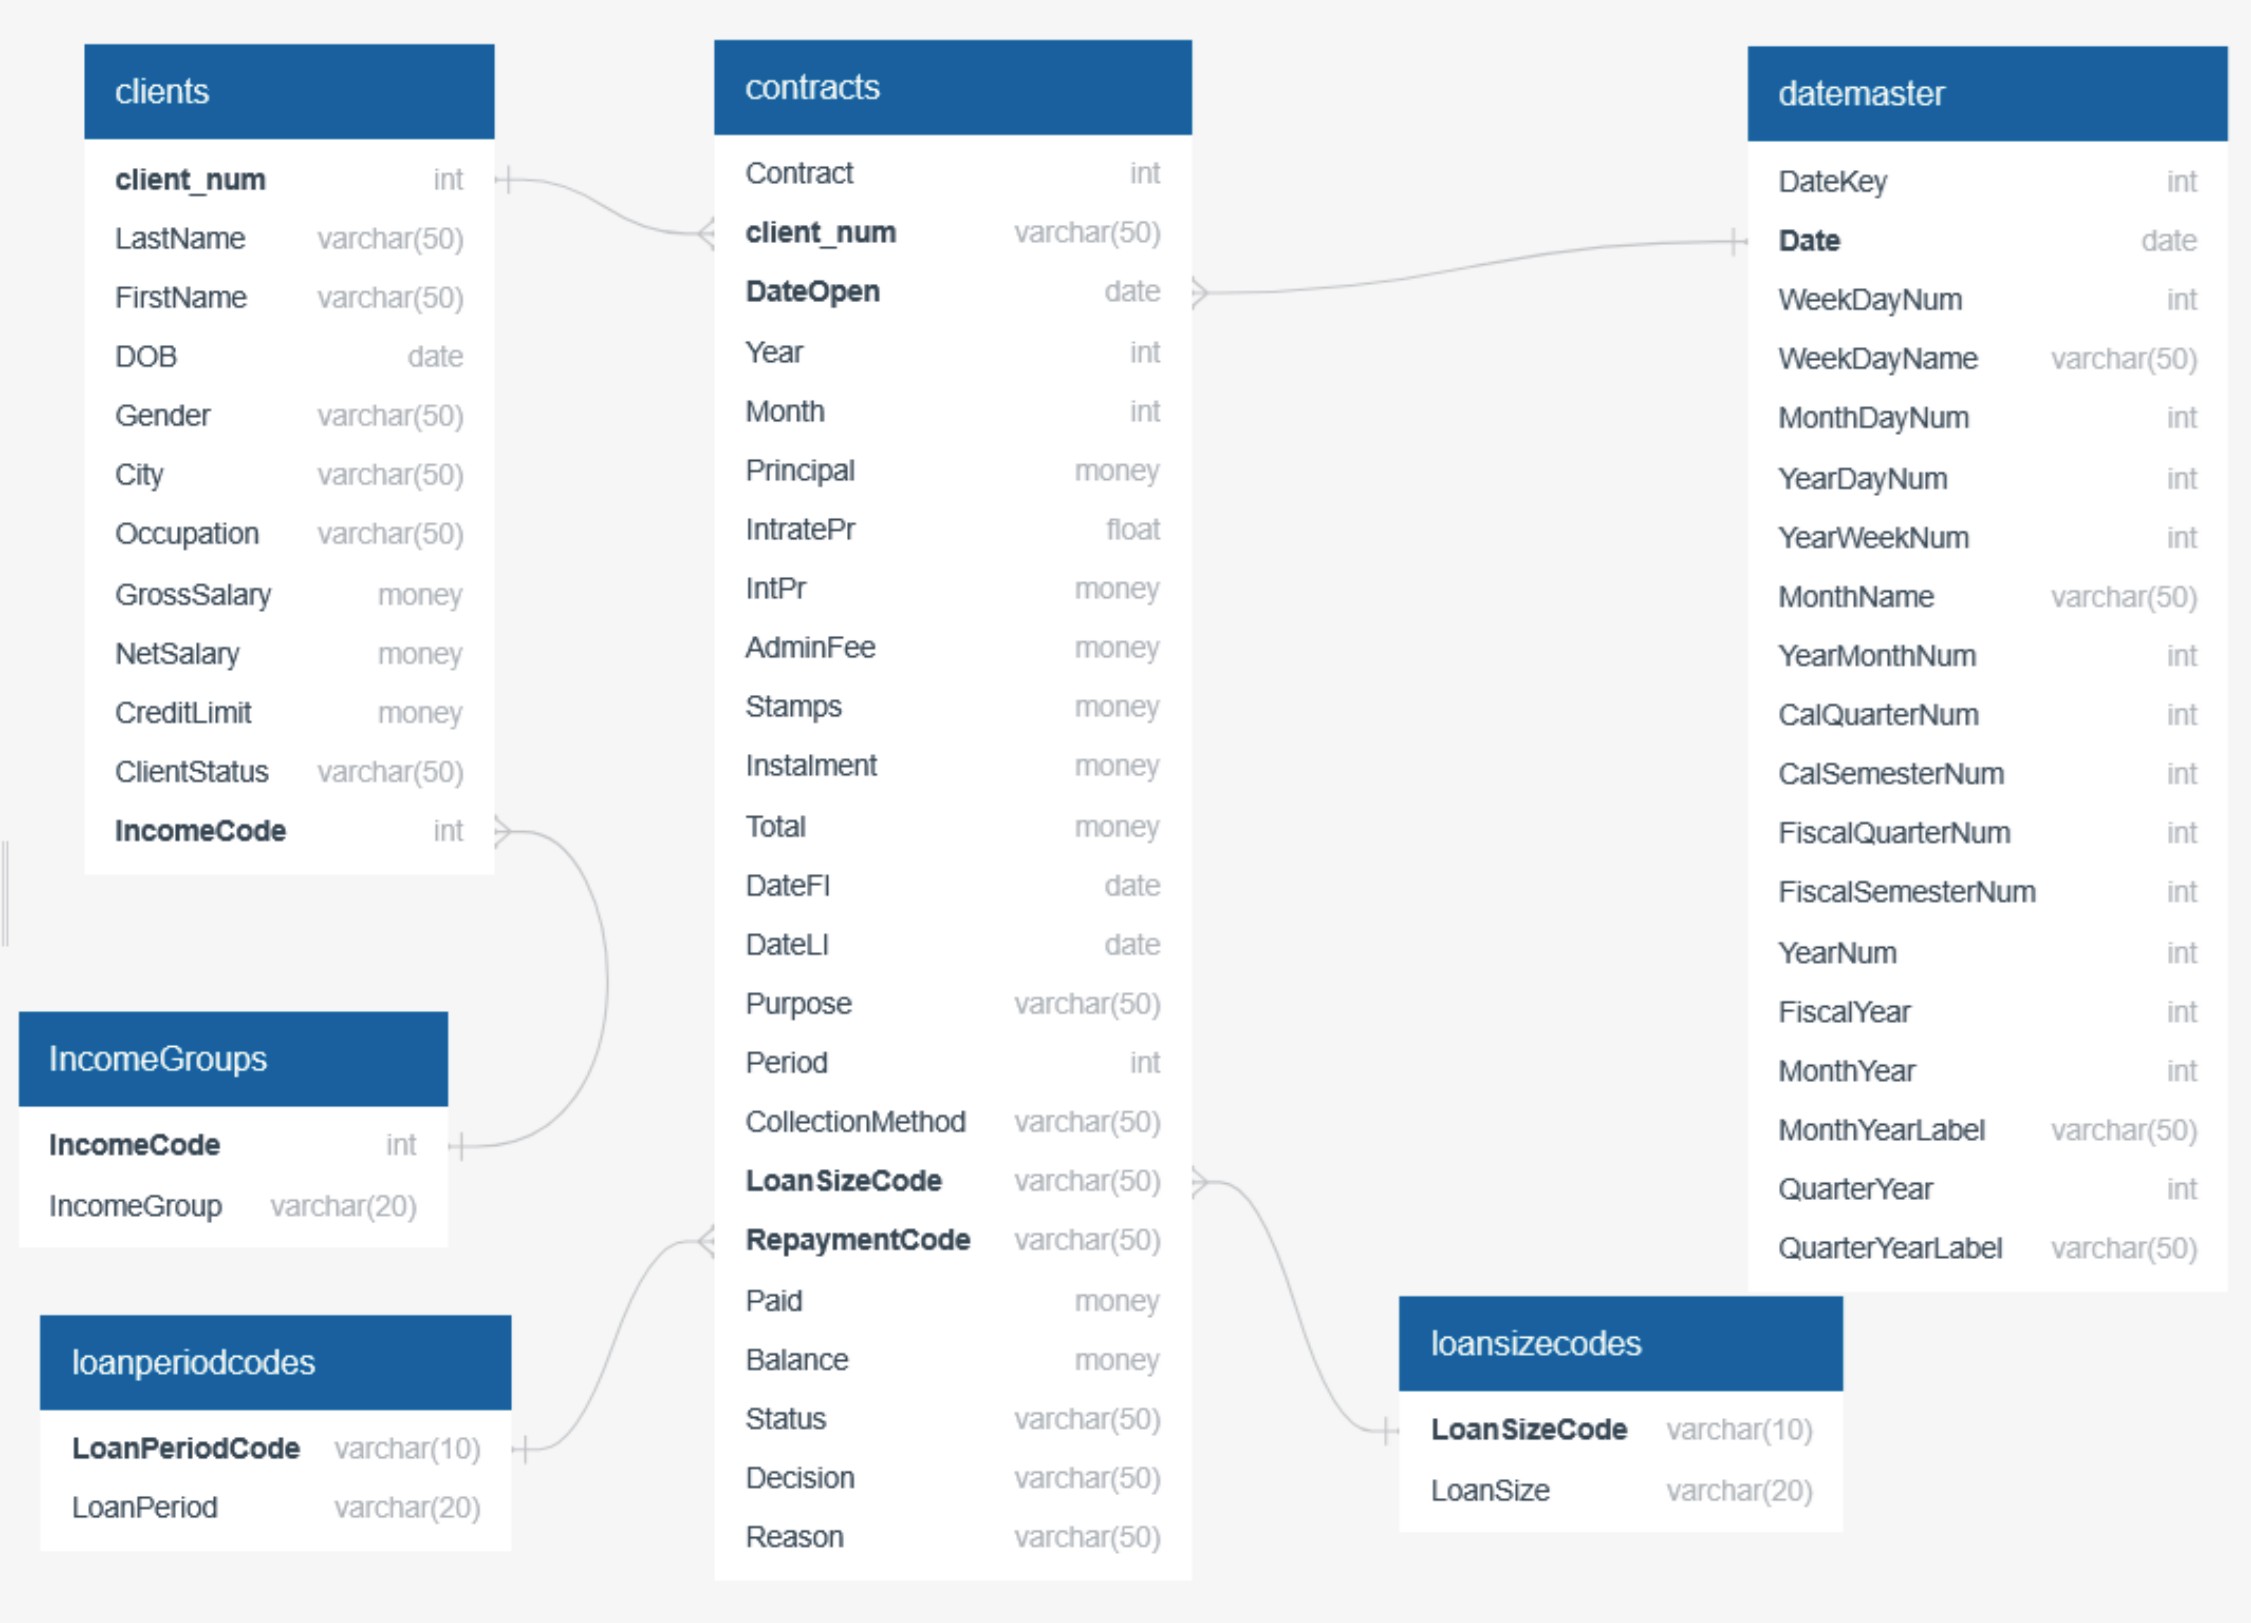 clients
client_num int
LastName varchar(50)
FirstName varchar(50)
DOB date
Gender varchar(50)
City varchar(50)
Occupation varchar(50)
GrossSalary money
NetSalary money
CreditLimit money
ClientStatus varchar(50)
IncomeCode int
IncomeGroups
IncomeCode int
IncomeGroup varchar(20)
loanperiodcodes
LoanPeriodCode varchar(10)
LoanPeriod varchar(20)
contracts
Contract int
client_num varchar(50)
DateOpen date
Year int
Month int
Principal money
IntratePr float
IntPr money
AdminFee money
Stamps money
Instalment money
Total money
DateFI date
DateLI date
Purpose varchar(50)
Period int
CollectionMethod varchar(50)
LoanSizeCode varchar(50)
RepaymentCode varchar(50)
Paid money
Balance money
Status varchar(50)
Decision varchar(50)
Reason varchar(50)
datemaster
DateKey int
Date date
WeekDayNum int
WeekDayName varchar(50)
MonthDayNum int
YearDayNum int
YearWeekNum int
MonthName varchar(50)
YearMonthNum int
CalQuarterNum int
CalSemesterNum int
FiscalQuarterNum int
FiscalSemesterNum int
YearNum int
FiscalYear int
MonthYear int
MonthYearLabel varchar(50)
QuarterYear int
QuarterYearLabel varchar(50)
loansizecodes
LoanSizeCode varchar(10)
LoanSize varchar(20)